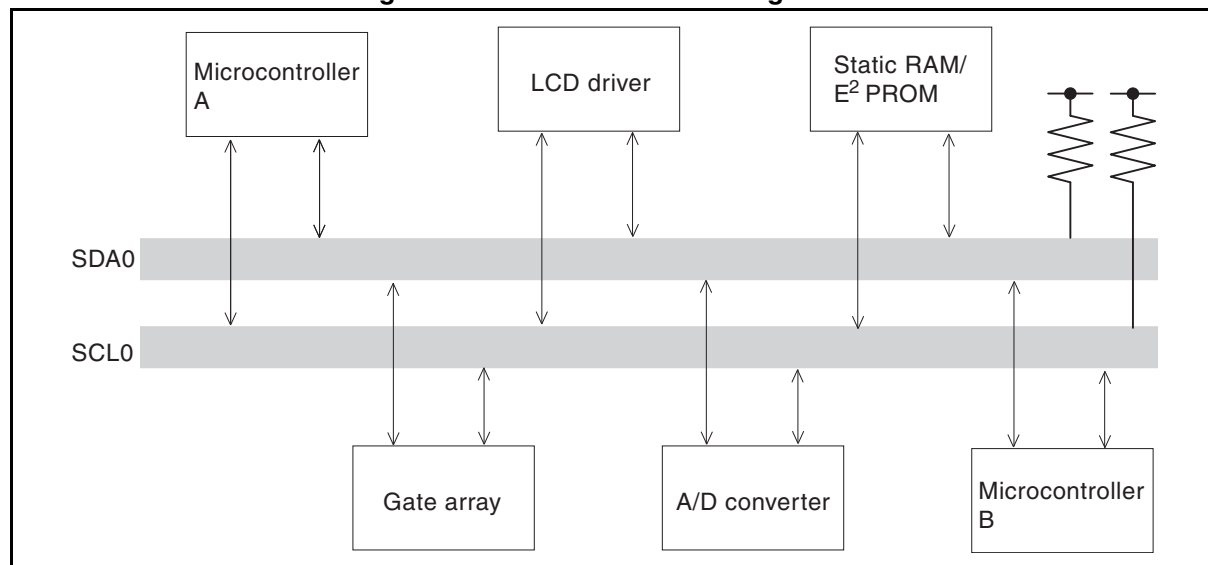 Microcontroller
A
LCD driver
Static RAM/
E² PROM
SDA0
SCL0
Gate array
A/D converter
Microcontroller
B